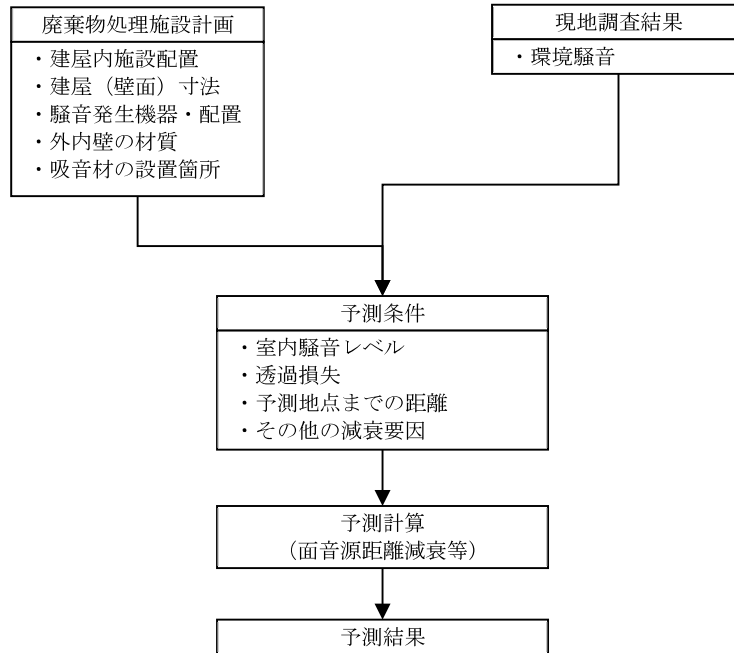 廃棄物処理施設計画
・建屋内施設配置
・建屋（壁面）寸法
・騒音発生機器・配置
・外内壁の材質
・吸音材の設置箇所
現地調査結果
・環境騒音
予測条件
・室内騒音レベル
・透過損失
・予測地点までの距離
・その他の減衰要因
予測計算
（面音源距離減衰等）
予測結果